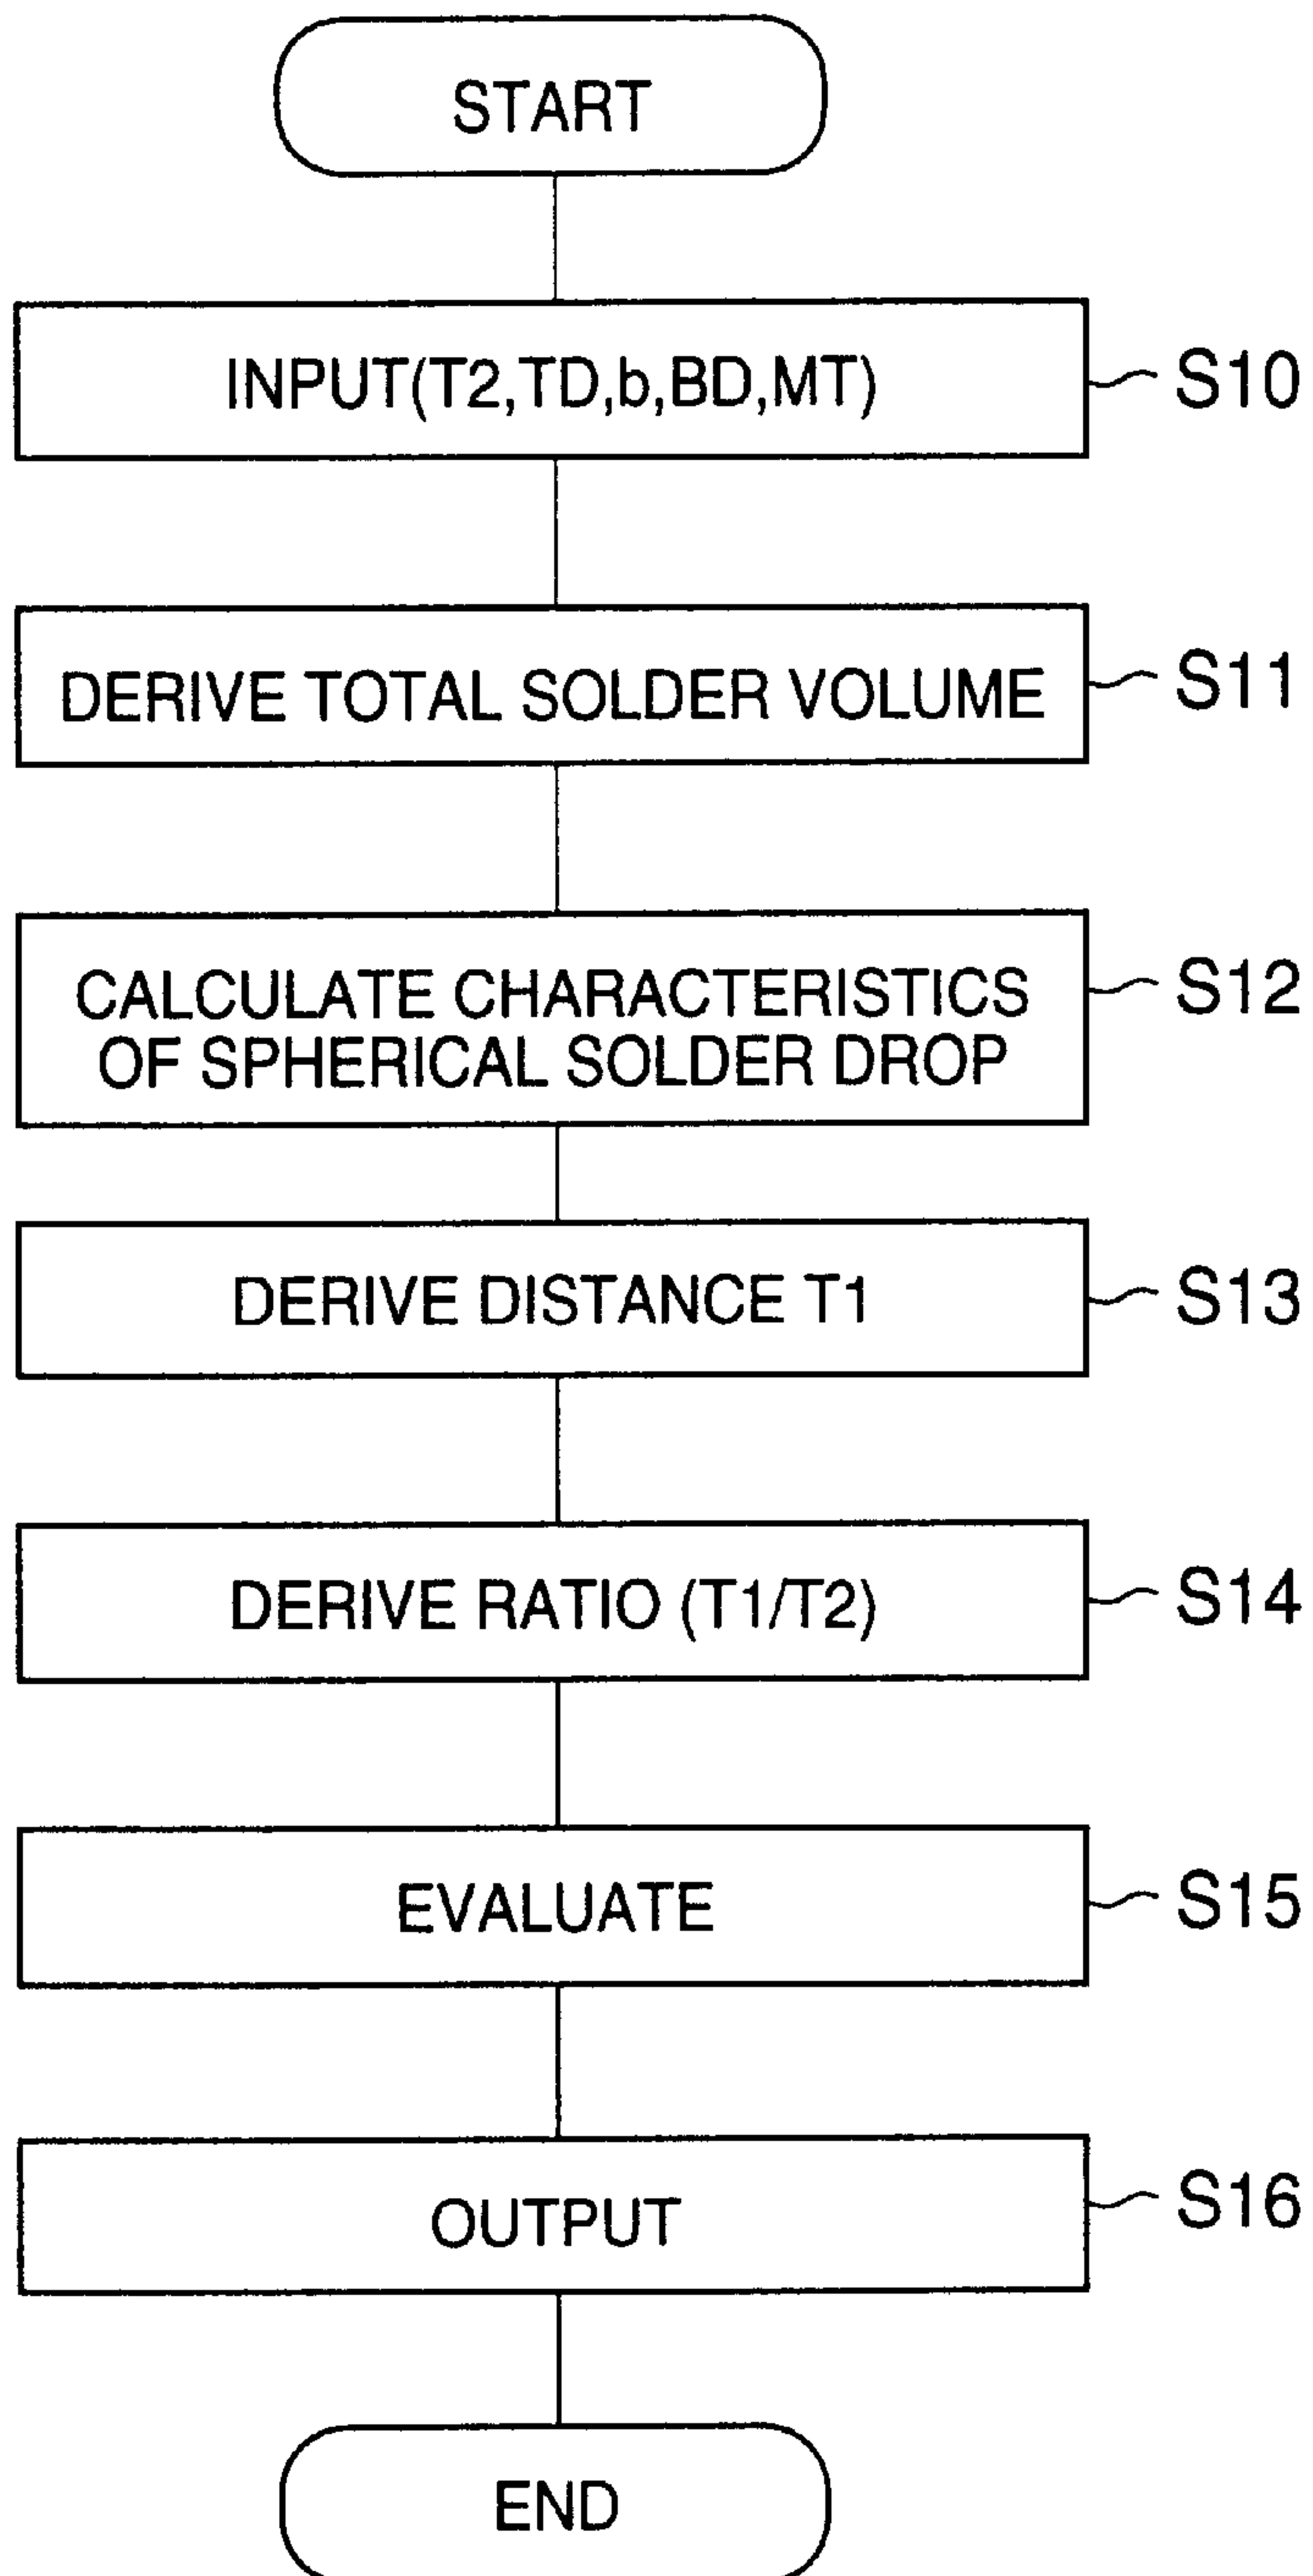 START
INPUT(T2,TD,b,BD,MT)
S10
DERIVE TOTAL SOLDER VOLUME
S11
CALCULATE CHARACTERISTICS
OF SPHERICAL SOLDER DROP
S12
DERIVE DISTANCE T1
S13
DERIVE RATIO (T1/T2)
S14
EVALUATE
S15
OUTPUT
S16
END